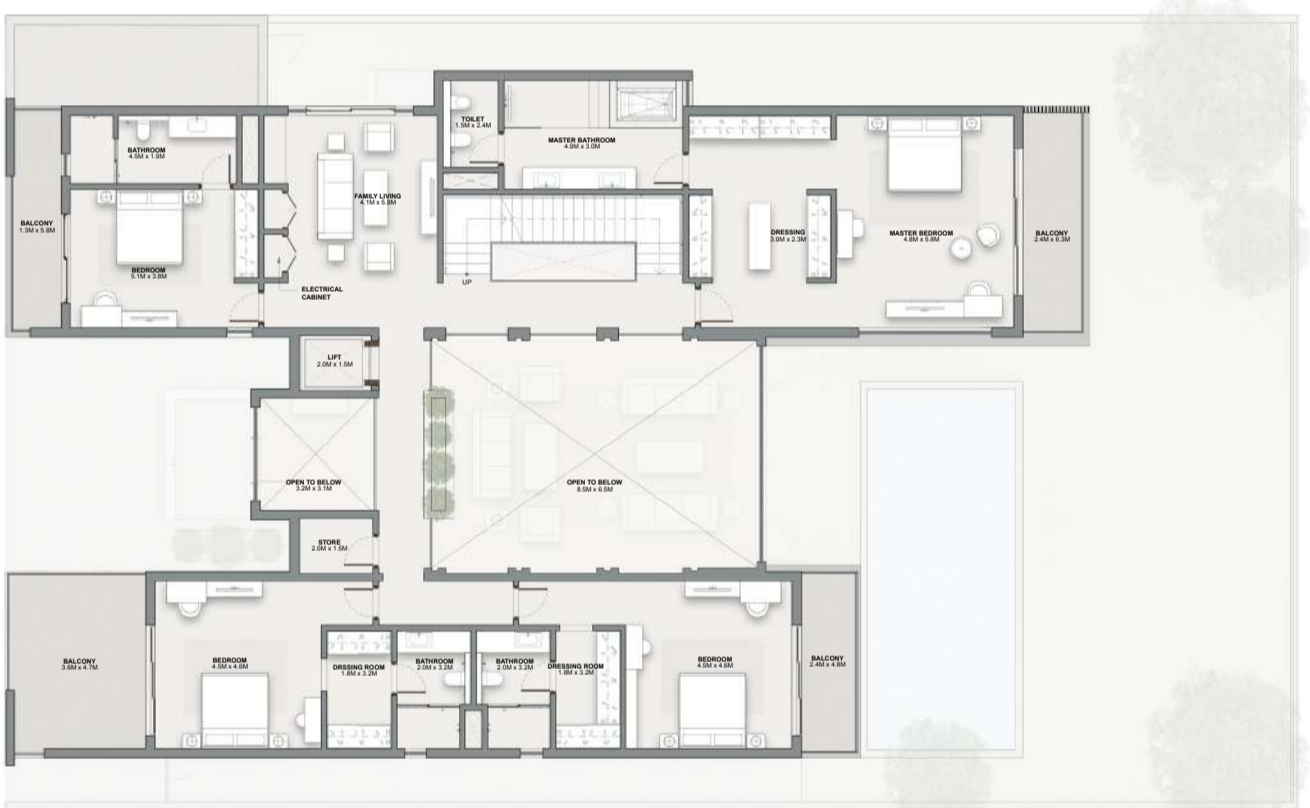 TOILET
1.5M x 2.4M
MASTER BATHROOM
4.9M x 3.0M
BATHROOM
4.5M x 1.9M
FAMILY LIVING
4.1M x 5.8M
BALCONY
1.3M x 5.8M
BEDROOM
5.1M x 3.8M
DRESSING
3.9M x 2.3M
MASTER BEDROOM
4.8M x 5.8M
BALCONY
2.4M x 6.3M
UP
ELECTRICAL
CABINET
LIFT
2.0M x 1.5M
OPEN TO BELOW
3.2M x 3.1M
OPEN TO BELOW
8.5M x 6.5M
STORE
2.0M x 1.5M
BALCONY
3.6M x 4.7M
BEDROOM
4.5M x 4.6M
DRSSING ROOM
1.8M x 3.2M
BATHROOM
2.0M x 3.2M
BATHROOM
2.0M x 3.2M
DRESSING ROOM
1.8M x 3.2M
BEDROOM
4.5M x 4.6M
BALCONY
2.4M x 4.8M